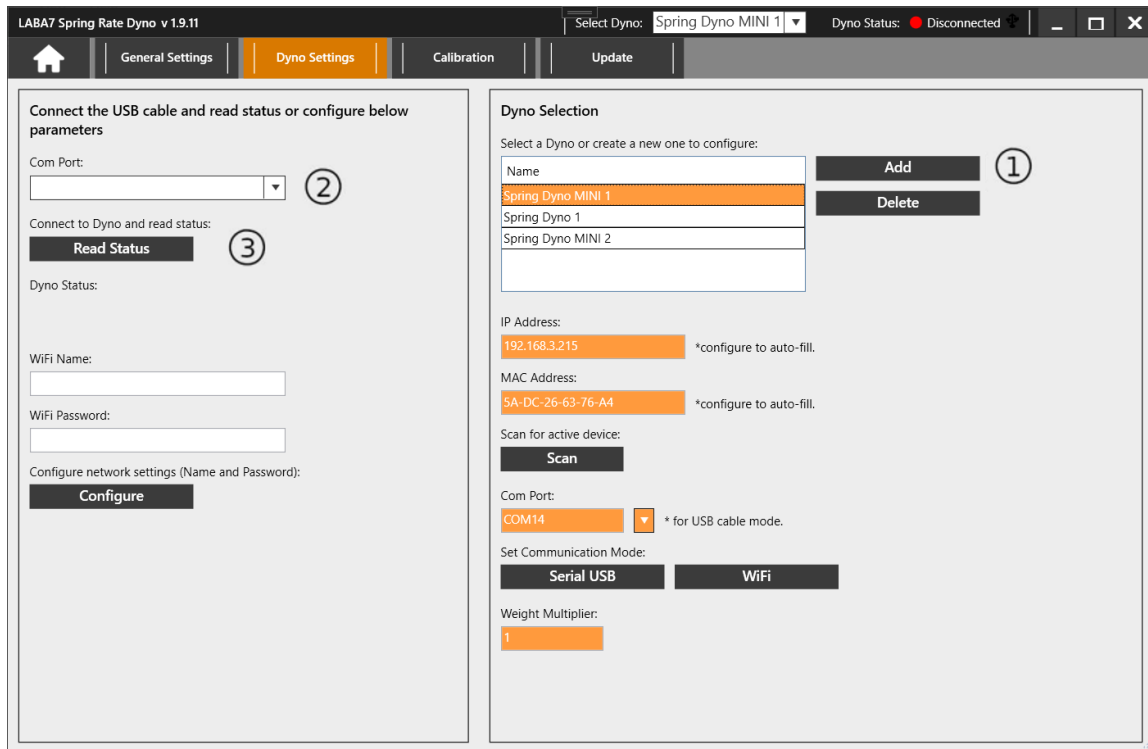 LABA7 Spring Rate Dyno v 1.9.11
Select Dyno: Spring Dyno MINI 1
Dyno Status: Disconnected
General Settings
Dyno Settings
Calibration
Update
Connect the USB cable and read status or configure below
parameters
Com Port:
②
Connect to Dyno and read status:
Read Status
③
Dyno Status:
WiFi Name:
WiFi Password:
Configure network settings (Name and Password):
Configure
Dyno Selection
Select a Dyno or create a new one to configure:
Name
Spring Dyno MINI 1
Spring Dyno 1
Spring Dyno MINI 2
Add
①
Delete
IP Address:
192.168.3.215 *configure to auto-fill.
MAC Address:
5A-DC-26-63-76-A4 *configure to auto-fill.
Scan for active device:
Scan
Com Port:
COM14 * for USB cable mode.
Set Communication Mode:
Serial USB
WiFi
Weight Multiplier:
1